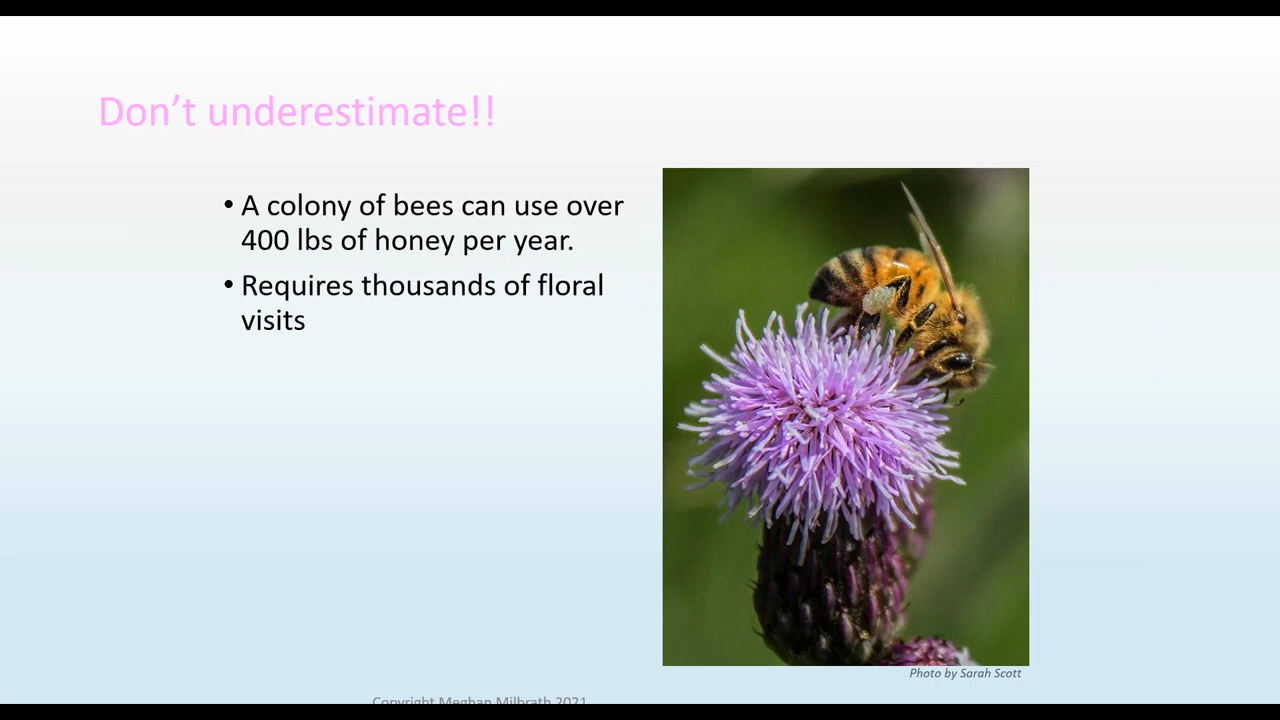 Don’t underestimate!!
• A colony of bees can use over
400 lbs of honey per year.
• Requires thousands of floral
visits
Photo by Sarah Scott
Copyright Meghan Milbrath 2021